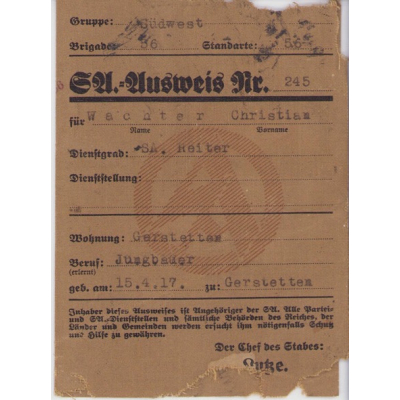 Gruppe: Südwest
Brigade: 56 Standarte: 56
SA.-Ausweis Nr. 245
für Wachter Christian
Name Vorname
Dienstgrad: SA. Reiter
Dienststellung:
Wohnung: Gerstetten
Beruf: Jungbauer
(erlernt)
geb. am: 15.4.17. zu: Gerstetten
Inhaber dieses Ausweises ist Angehöriger der SA. Alle Partei-
und SA.-Dienststellen und sämtliche Behörden des Reiches, der
Länder und Gemeinden werden ersucht ihm nötigenfalls Schutz
und Hilfe zu gewähren.
Der Chef des Stabes:
Lutze.